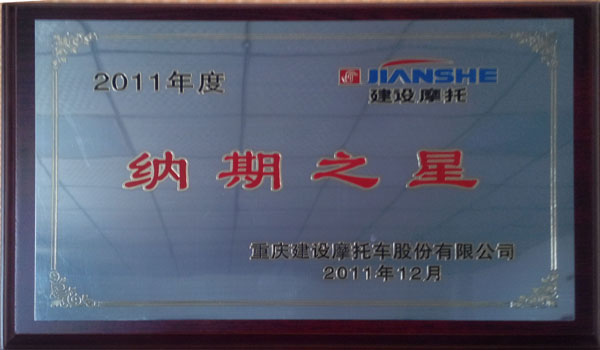 2011年度
JIANSHE
建设摩托
纳期之星
重庆建设摩托车股份有限公司
2011年12月